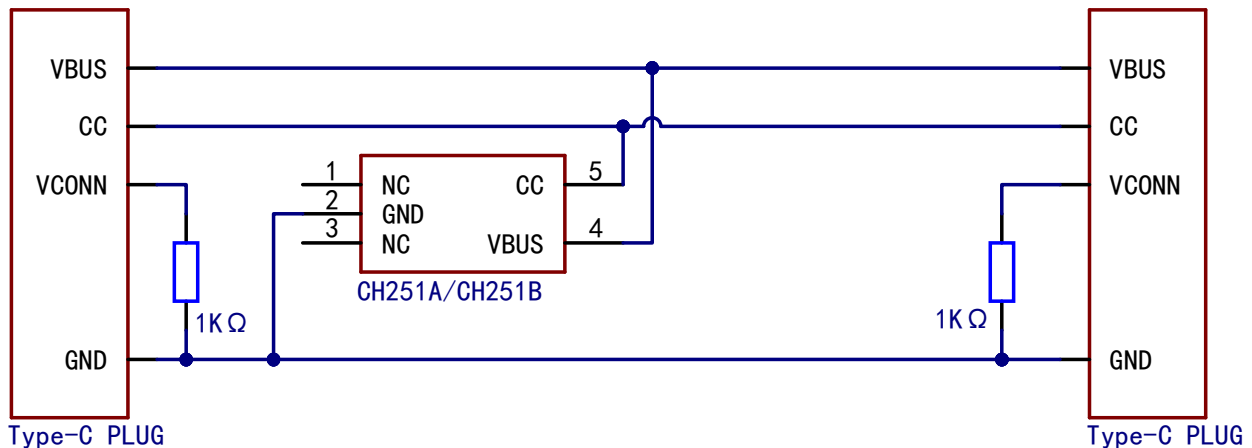 VBUS
VBUS
CC
CC
1
NC
CC
5
VCONN
VCONN
2
GND
3
NC
VBUS
4
CH251A/CH251B
1KΩ
1KΩ
GND
GND
Type-C PLUG
Type-C PLUG